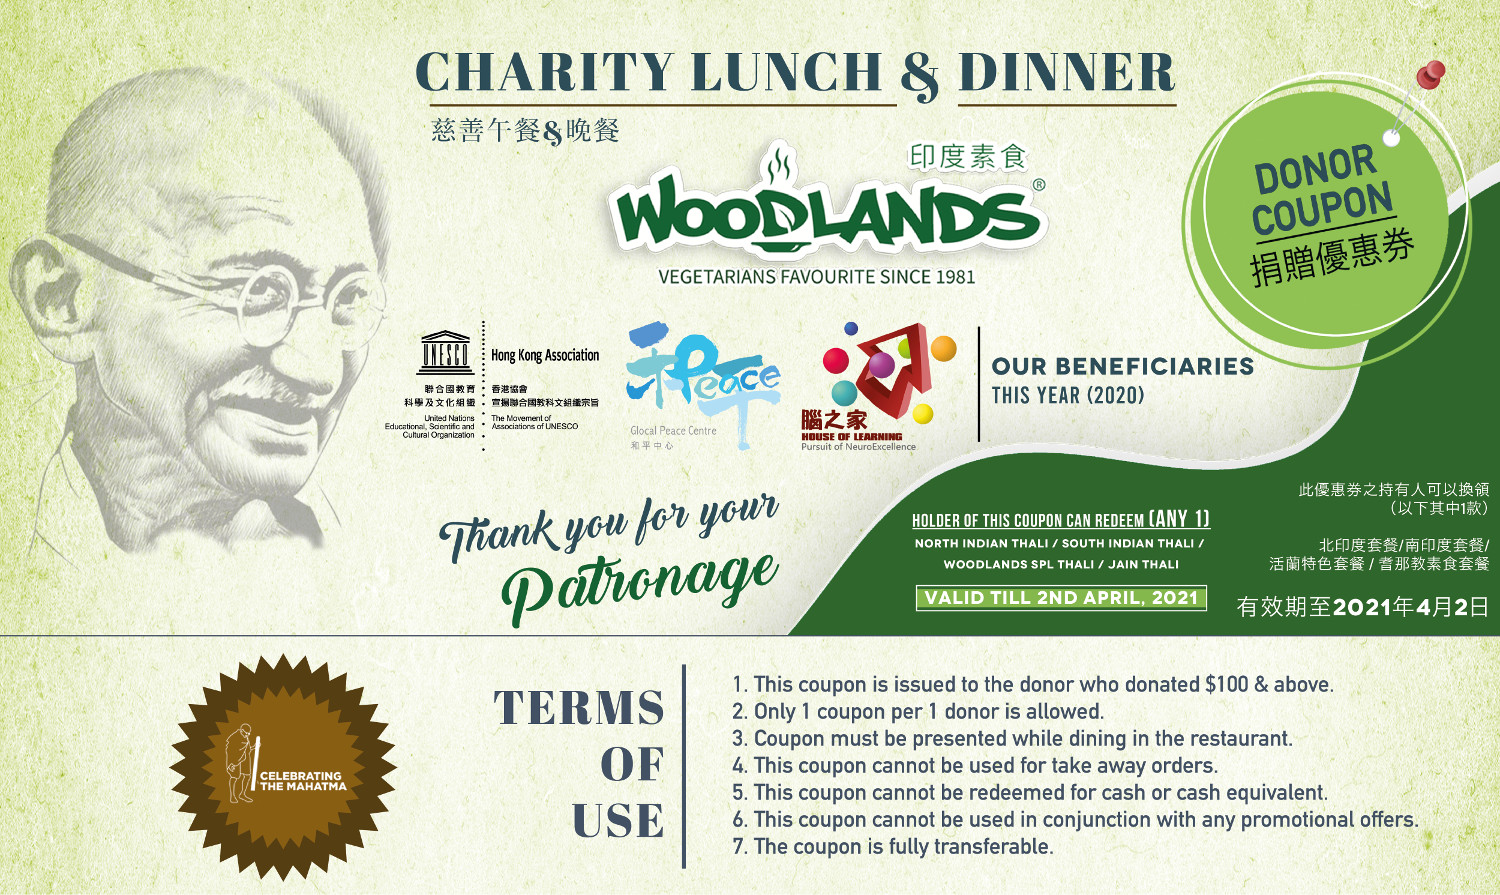 CHARITY LUNCH & DINNER
慈善午餐&晚餐
印度素食
WOODLANDS®
VEGETARIANS FAVOURITE SINCE 1981
DONOR
COUPON
捐贈優惠券
UNESCO
聯合國教育
科學及文化組織
United Nations
Educational, Scientific and
Cultural Organization
Hong Kong Association
香港協會
宣揚聯合國教科文組織宗旨
The Movement of
Associations of UNESCO
和平
Peace
Glocal Peace Centre
和平中心
腦之家
HOUSE OF LEARNING
Pursuit of NeuroExcellence
OUR BENEFICIARIES
THIS YEAR (2020)
Thank you for your
Patronage
HOLDER OF THIS COUPON CAN REDEEM (ANY 1)
NORTH INDIAN THALI / SOUTH INDIAN THALI /
WOODLANDS SPL THALI / JAIN THALI
VALID TILL 2ND APRIL, 2021
此優惠券之持有人可以換領
（以下其中1款）
北印度套餐/南印度套餐/
活蘭特色套餐 / 耆那教素食套餐
有效期至2021年4月2日
CELEBRATING
THE MAHATMA
TERMS
OF
USE
1. This coupon is issued to the donor who donated $100 & above.
2. Only 1 coupon per 1 donor is allowed.
3. Coupon must be presented while dining in the restaurant.
4. This coupon cannot be used for take away orders.
5. This coupon cannot be redeemed for cash or cash equivalent.
6. This coupon cannot be used in conjunction with any promotional offers.
7. The coupon is fully transferable.